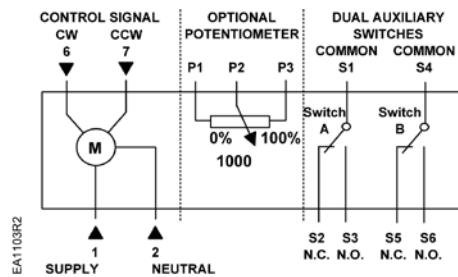 CONTROL SIGNAL
CW CCW
6 7
OPTIONAL
POTENTIOMETER
P1 P2 P3
0% 100%
1000
DUAL AUXILIARY
SWITCHES
COMMON COMMON
S1 S4
Switch Switch
A B
M
1 2
SUPPLY NEUTRAL
S2 S3 S5 S6
N.C. N.O. N.C. N.O.
EA1103R2